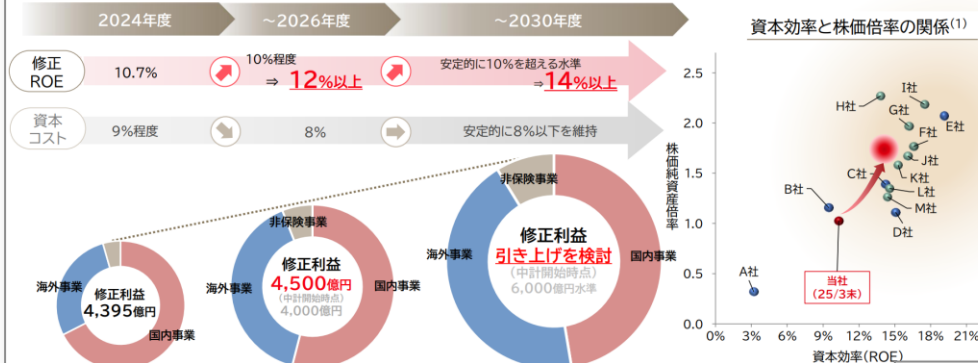 2024年度
～2026年度
～2030年度
修正
ROE
10.7%
10%程度
⇒ 12%以上
安定的に10%を超える水準
⇒14%以上
資本
コスト
9%程度
8%
安定的に8%以下を維持
海外事業
国内事業
修正利益
4,395億円
非保険事業
海外事業
国内事業
修正利益
4,500億円
(中計開始時点)
4,000億円
非保険事業
海外事業
国内事業
修正利益
引き上げを検討
(中計開始時点)
6,000億円水準
資本効率と株価倍率の関係(1)
株価純資産倍率
2.5
2.0
1.5
1.0
0.5
0.0
H社
I社
G社
F社
E社
J社
K社
C社
L社
M社
B社
D社
A社
当社
(25/3末)
0% 3% 6% 9% 12% 15% 18% 21%
資本効率(ROE)